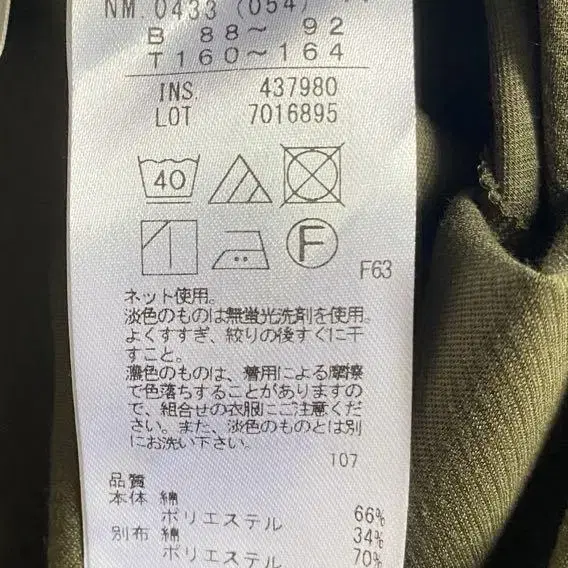 NM.0433 (054)
B 88～ 92
T 160～164
INS. 437980
LOT 7016895
40
F
F63
ネット使用。
淡色のものは無蛍光洗剤を使用。
よくすすぎ、絞りの後すぐに干
すこと。
濃色のものは、着用による摩擦
で色落ちすることがありますの
で、組合せの衣服にご注意くだ
さい。また、淡色のものとは別
にお洗い下さい。
107
品質
本体 綿
ポリエステル 66%
別布 綿 34%
ポリエステル 70%